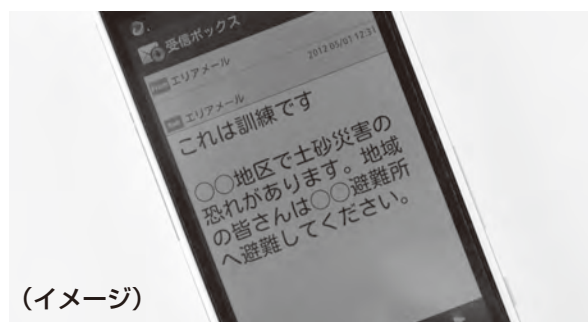 受信ボックス
エリアメール
2012/05/01 12:31
エリアメール
これは訓練です
○○地区で土砂災害の
恐れがあります。地域
の皆さんは○○避難所
へ避難してください。
(イメージ)